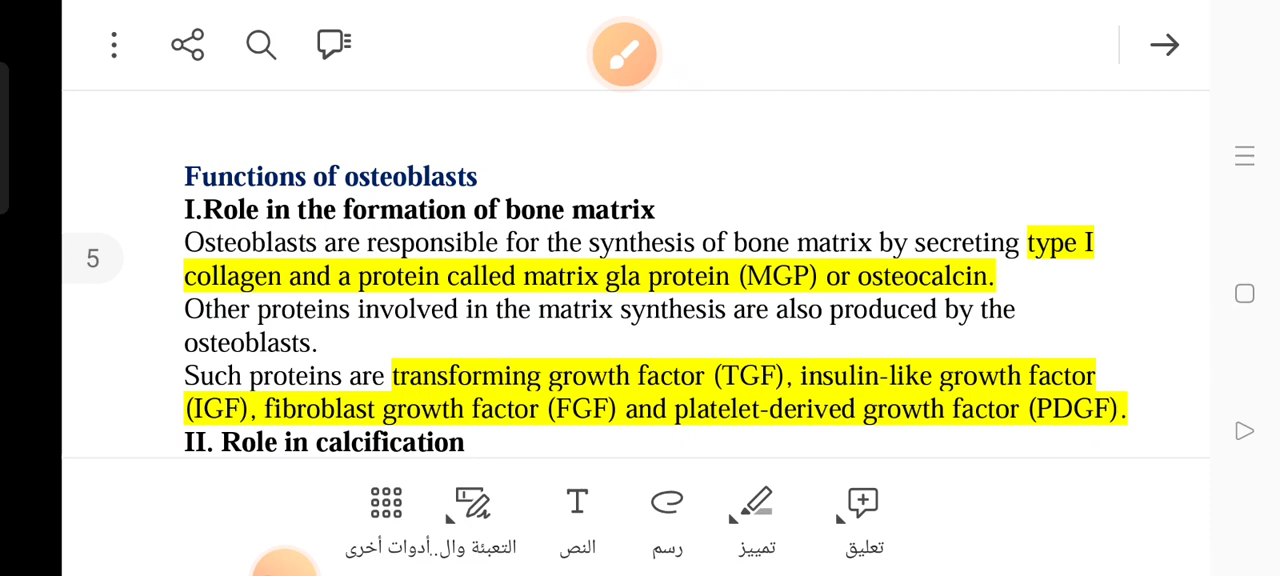 Functions of osteoblasts
I.Role in the formation of bone matrix
Osteoblasts are responsible for the synthesis of bone matrix by secreting type I
collagen and a protein called matrix gla protein (MGP) or osteocalcin.
5
Other proteins involved in the matrix synthesis are also produced by the
osteoblasts.
Such proteins are transforming growth factor (TGF), insulin-like growth factor
(IGF), fibroblast growth factor (FGF) and platelet-derived growth factor (PDGF).
II. Role in calcification
T
تعليق
تمييز
رسم
النص
التعبئة وال..
أدوات أخرى